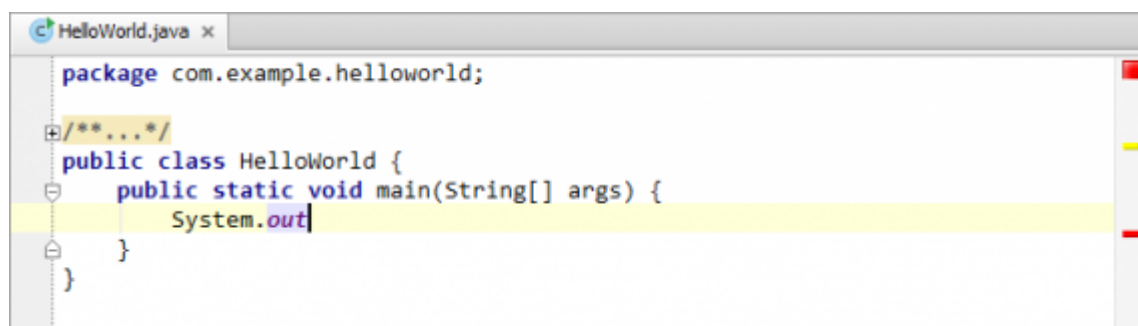 HelloWorld.java ×
package com.example.helloworld;
/**...*/
public class HelloWorld {
    public static void main(String[] args) {
        System.out
    }
}